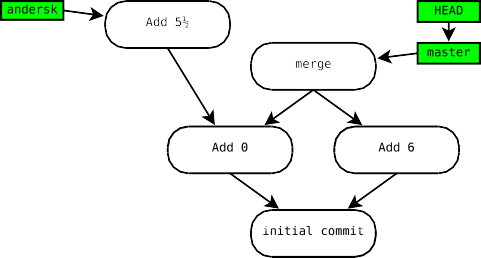 andersk
Add 5½
HEAD
master
merge
Add 0
Add 6
initial commit